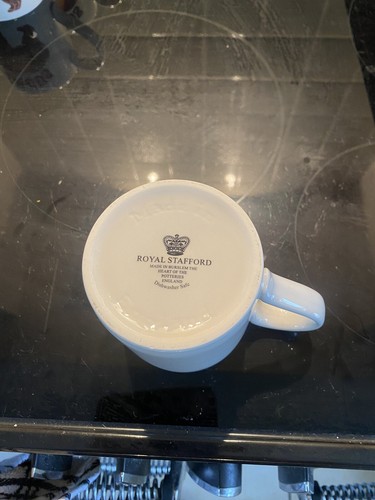 ROYAL STAFFORD
MADE IN BURSLEM THE
HEART OF THE
POTTERIES
ENGLAND
Dishwasher Safe